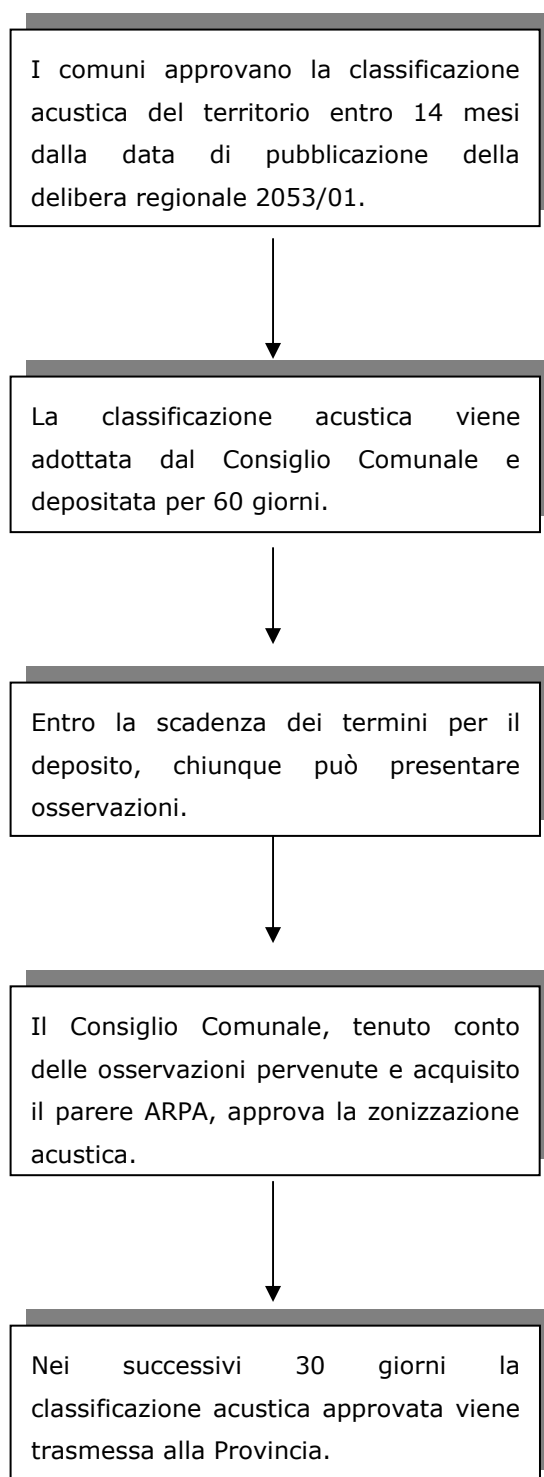 I comuni approvano la classificazione
acustica del territorio entro 14 mesi
dalla data di pubblicazione della
delibera regionale 2053/01.
La classificazione acustica viene
adottata dal Consiglio Comunale e
depositata per 60 giorni.
Entro la scadenza dei termini per il
deposito, chiunque può presentare
osservazioni.
Il Consiglio Comunale, tenuto conto
delle osservazioni pervenute e acquisito
il parere ARPA, approva la zonizzazione
acustica.
Nei successivi 30 giorni la
classificazione acustica approvata viene
trasmessa alla Provincia.